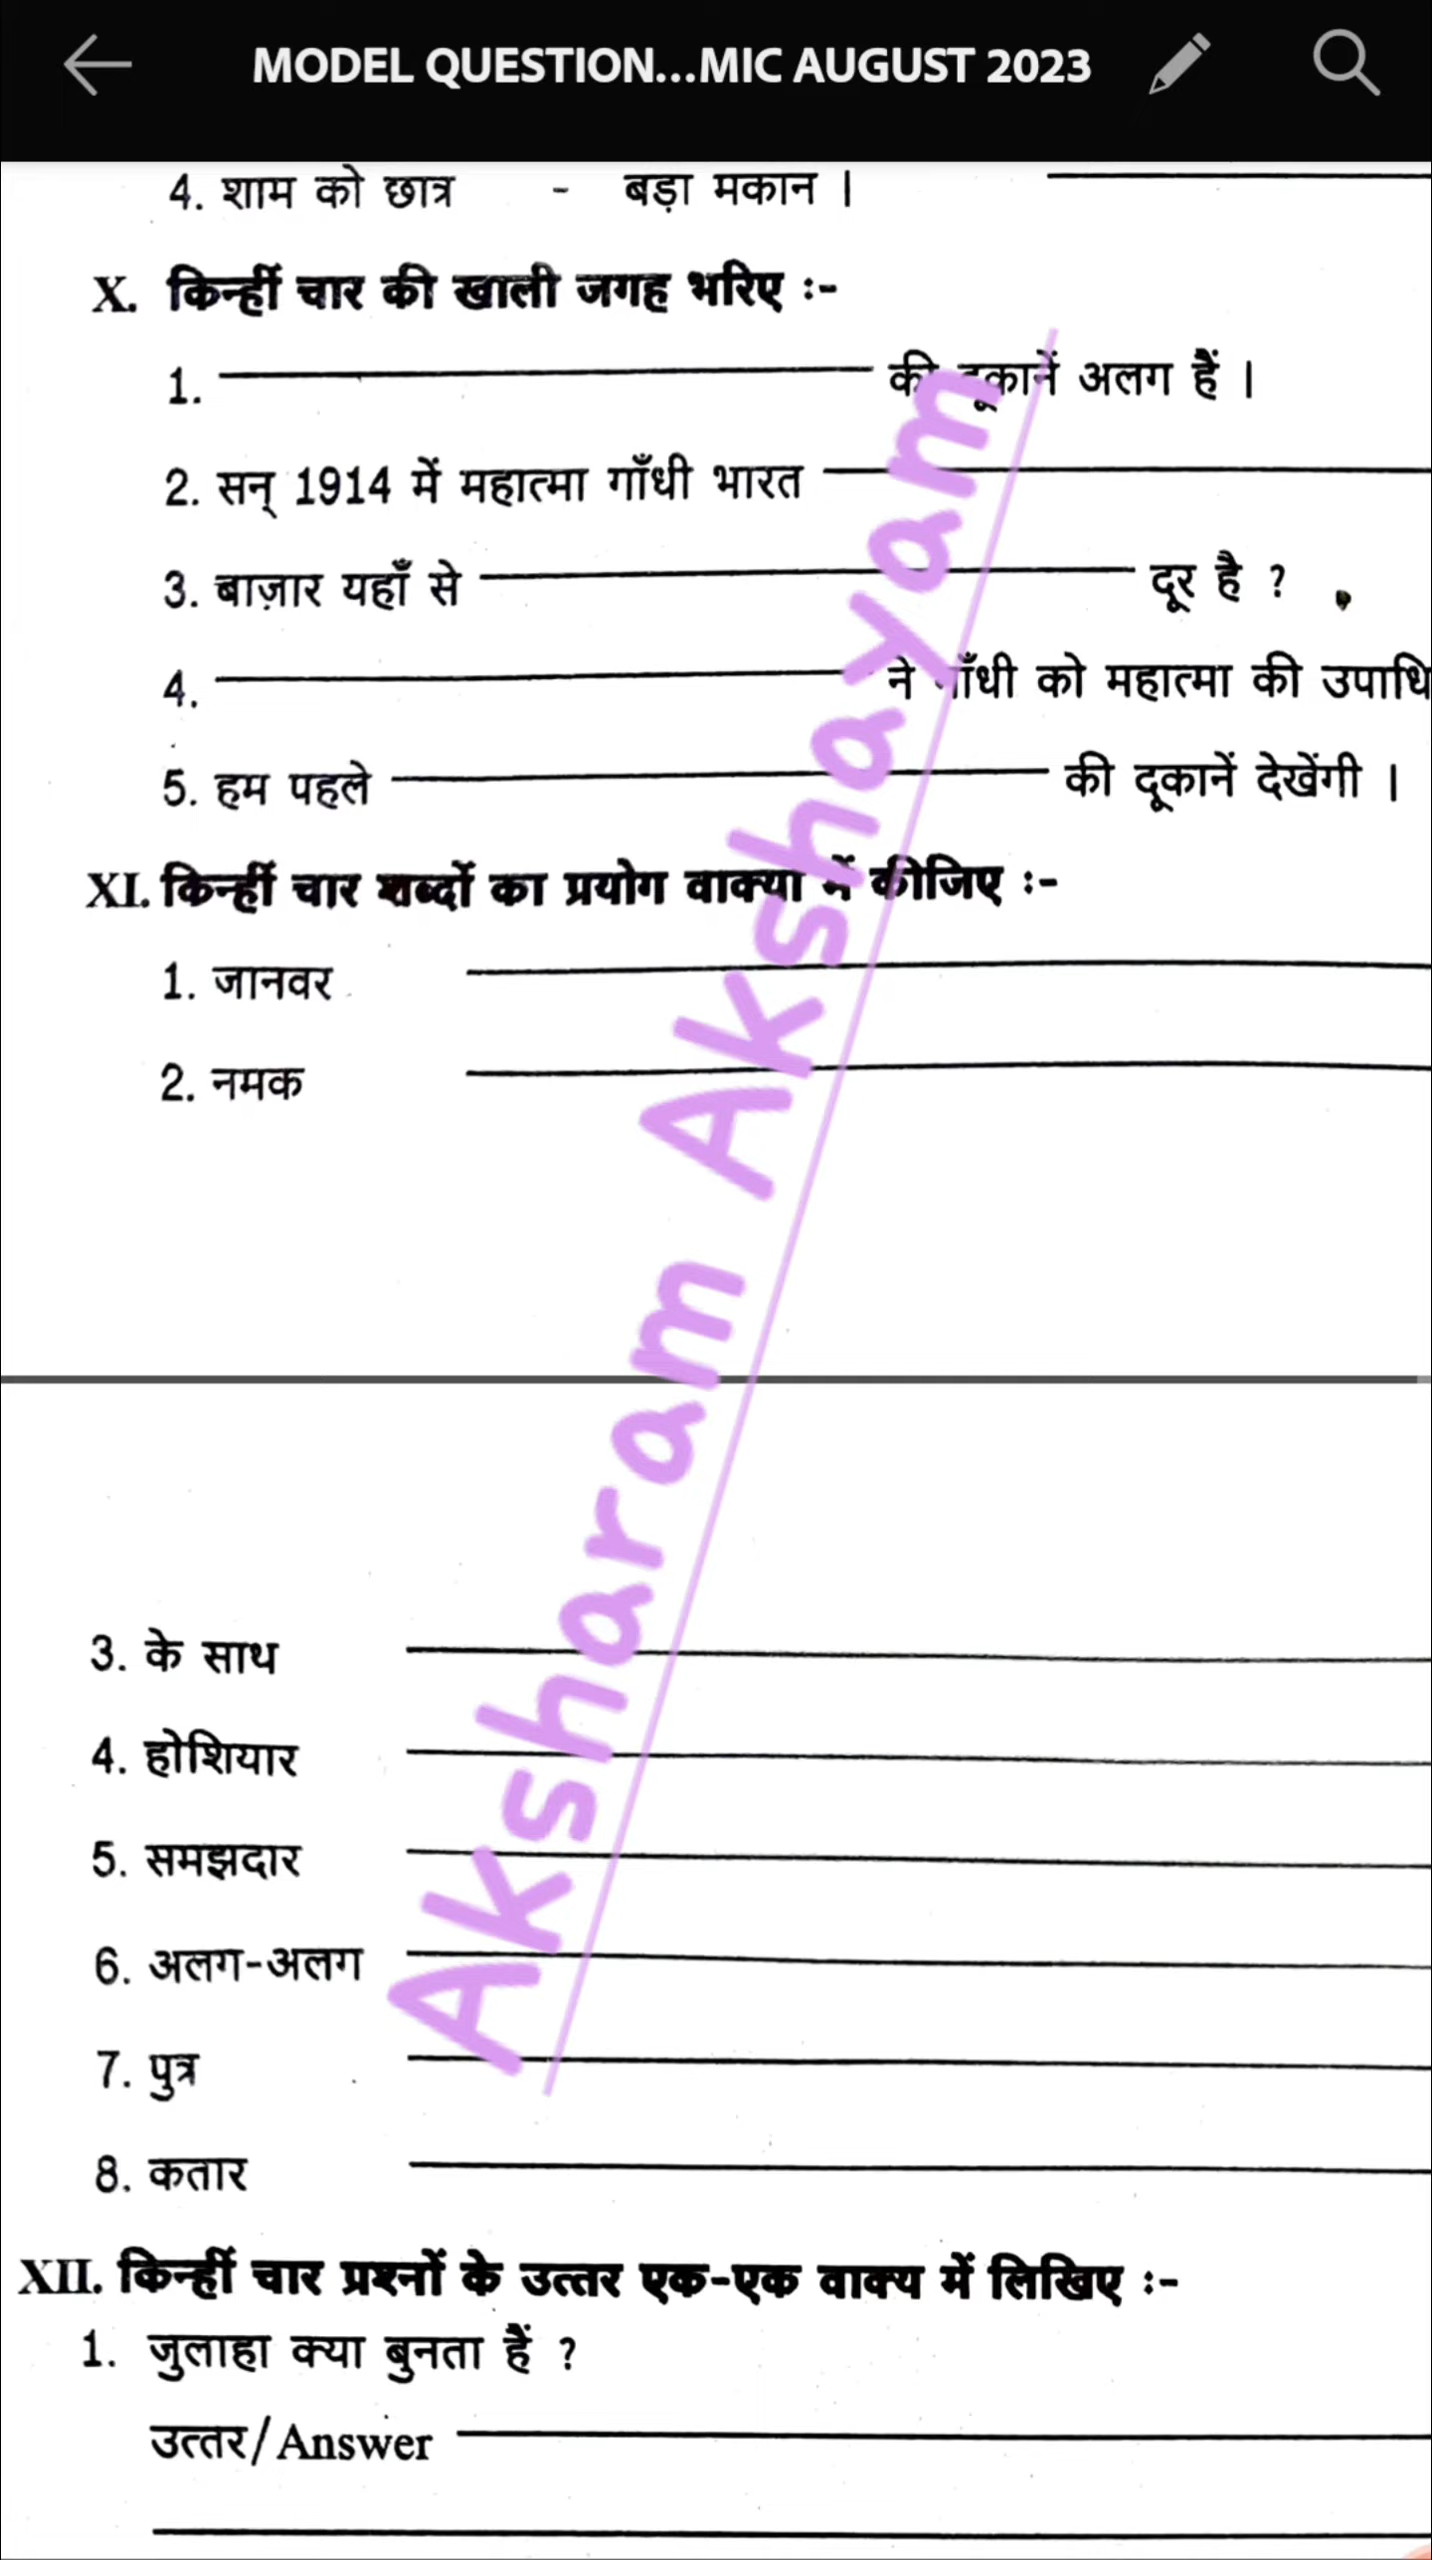 MODEL QUESTION...MIC AUGUST 2023
4. शाम को छात्र - बड़ा मकान ।
X. किन्हीं चार की खाली जगह भरिए :-
1. की दूकानें अलग हैं ।
2. सन् 1914 में महात्मा गाँधी भारत
3. बाज़ार यहाँ से दूर है ?
4. ने गाँधी को महात्मा की उपाधि
5. हम पहले की दूकानें देखेंगी ।
XI. किन्हीं चार शब्दों का प्रयोग वाक्यों में कीजिए :-
1. जानवर
2. नमक
3. के साथ
4. होशियार
5. समझदार
6. अलग-अलग
7. पुत्र
8. कतार
XII. किन्हीं चार प्रश्नों के उत्तर एक-एक वाक्य में लिखिए :-
1. जुलाहा क्या बुनता हैं ?
उत्तर/Answer
Aksharam Akshayam